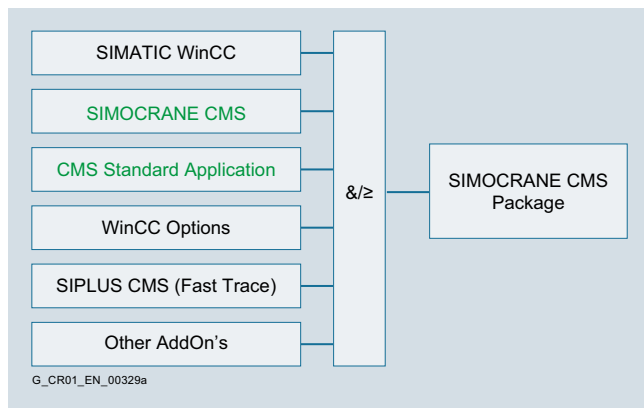 SIMATIC WinCC
SIMOCRANE CMS
CMS Standard Application
WinCC Options
SIPLUS CMS (Fast Trace)
Other AddOn's
&/≥
SIMOCRANE CMS
Package
G_CR01_EN_00329a